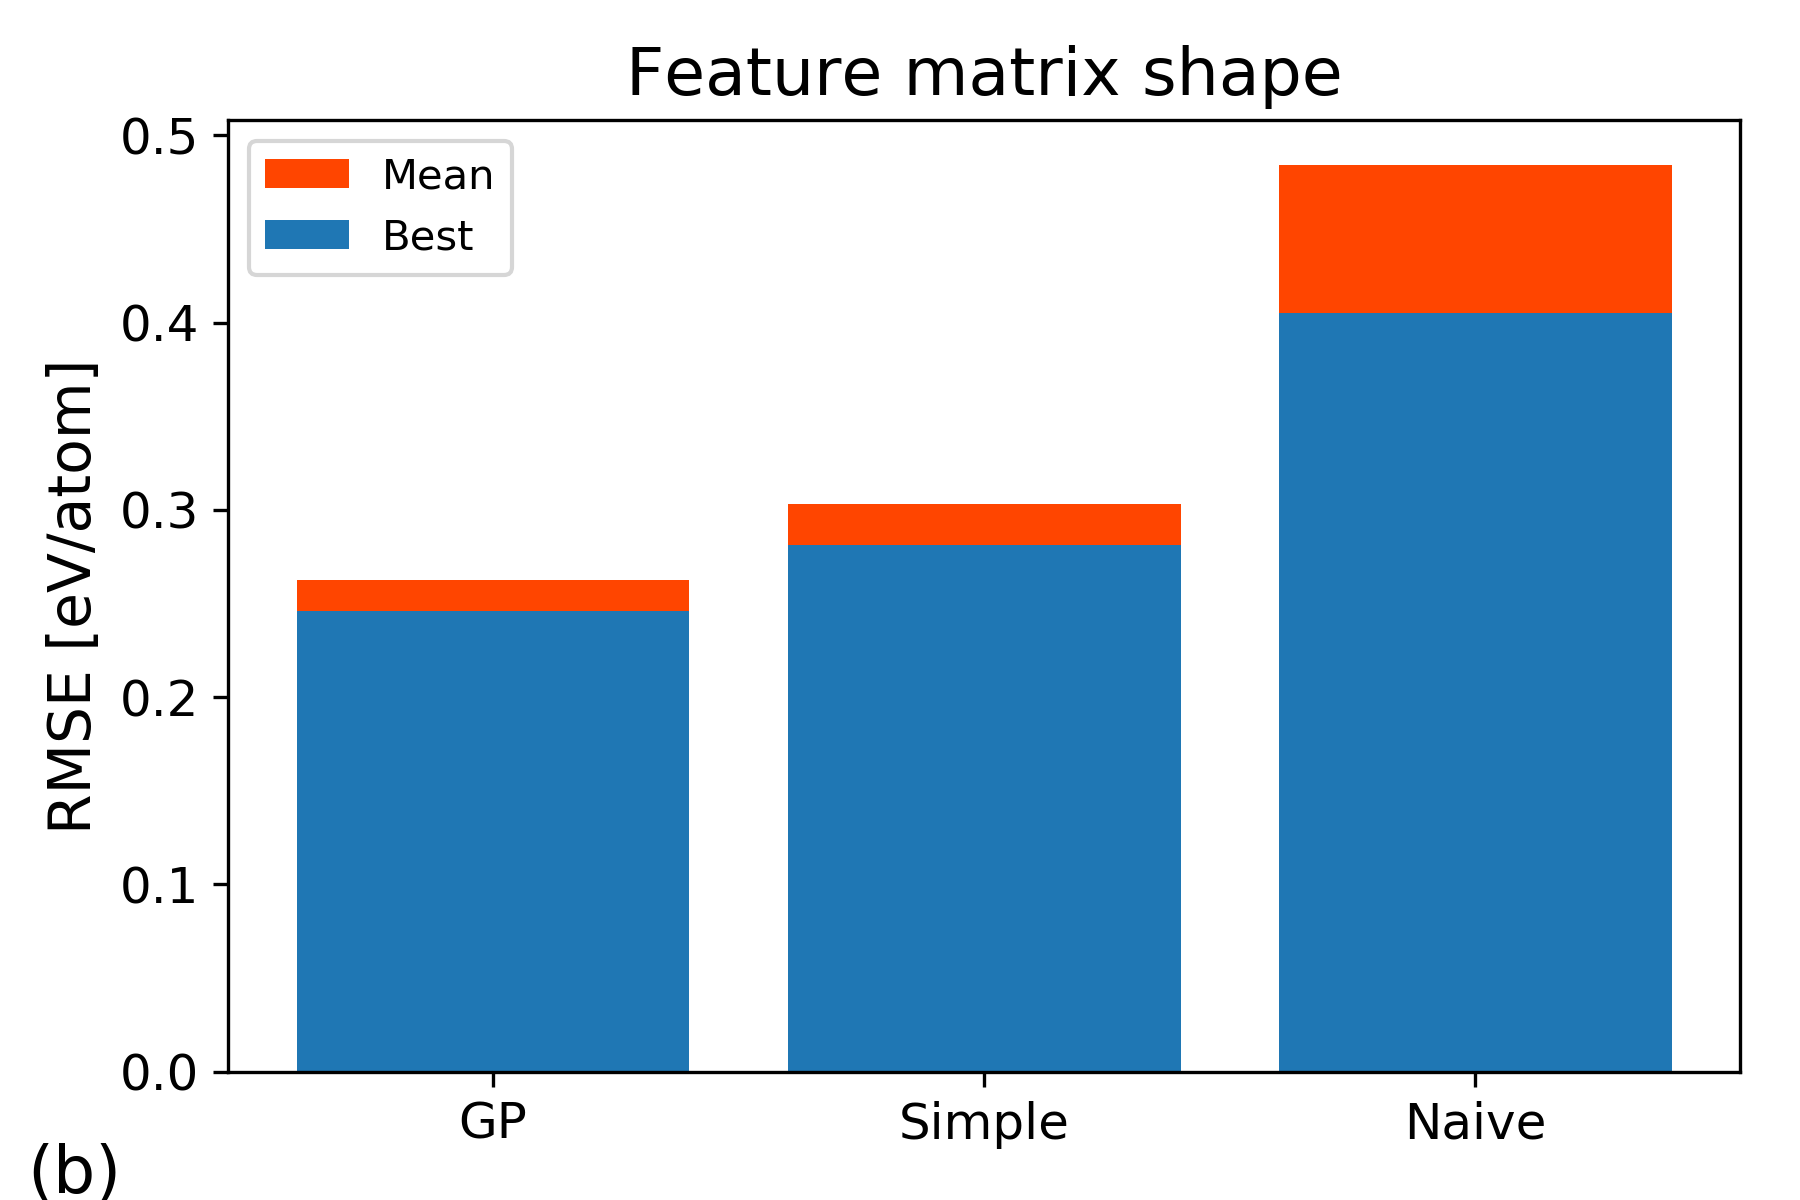 Feature matrix shape
0.5
0.4
0.3
0.2
0.1
0.0
RMSE [eV/atom]
Mean
Best
GP
Simple
Naive
(b)